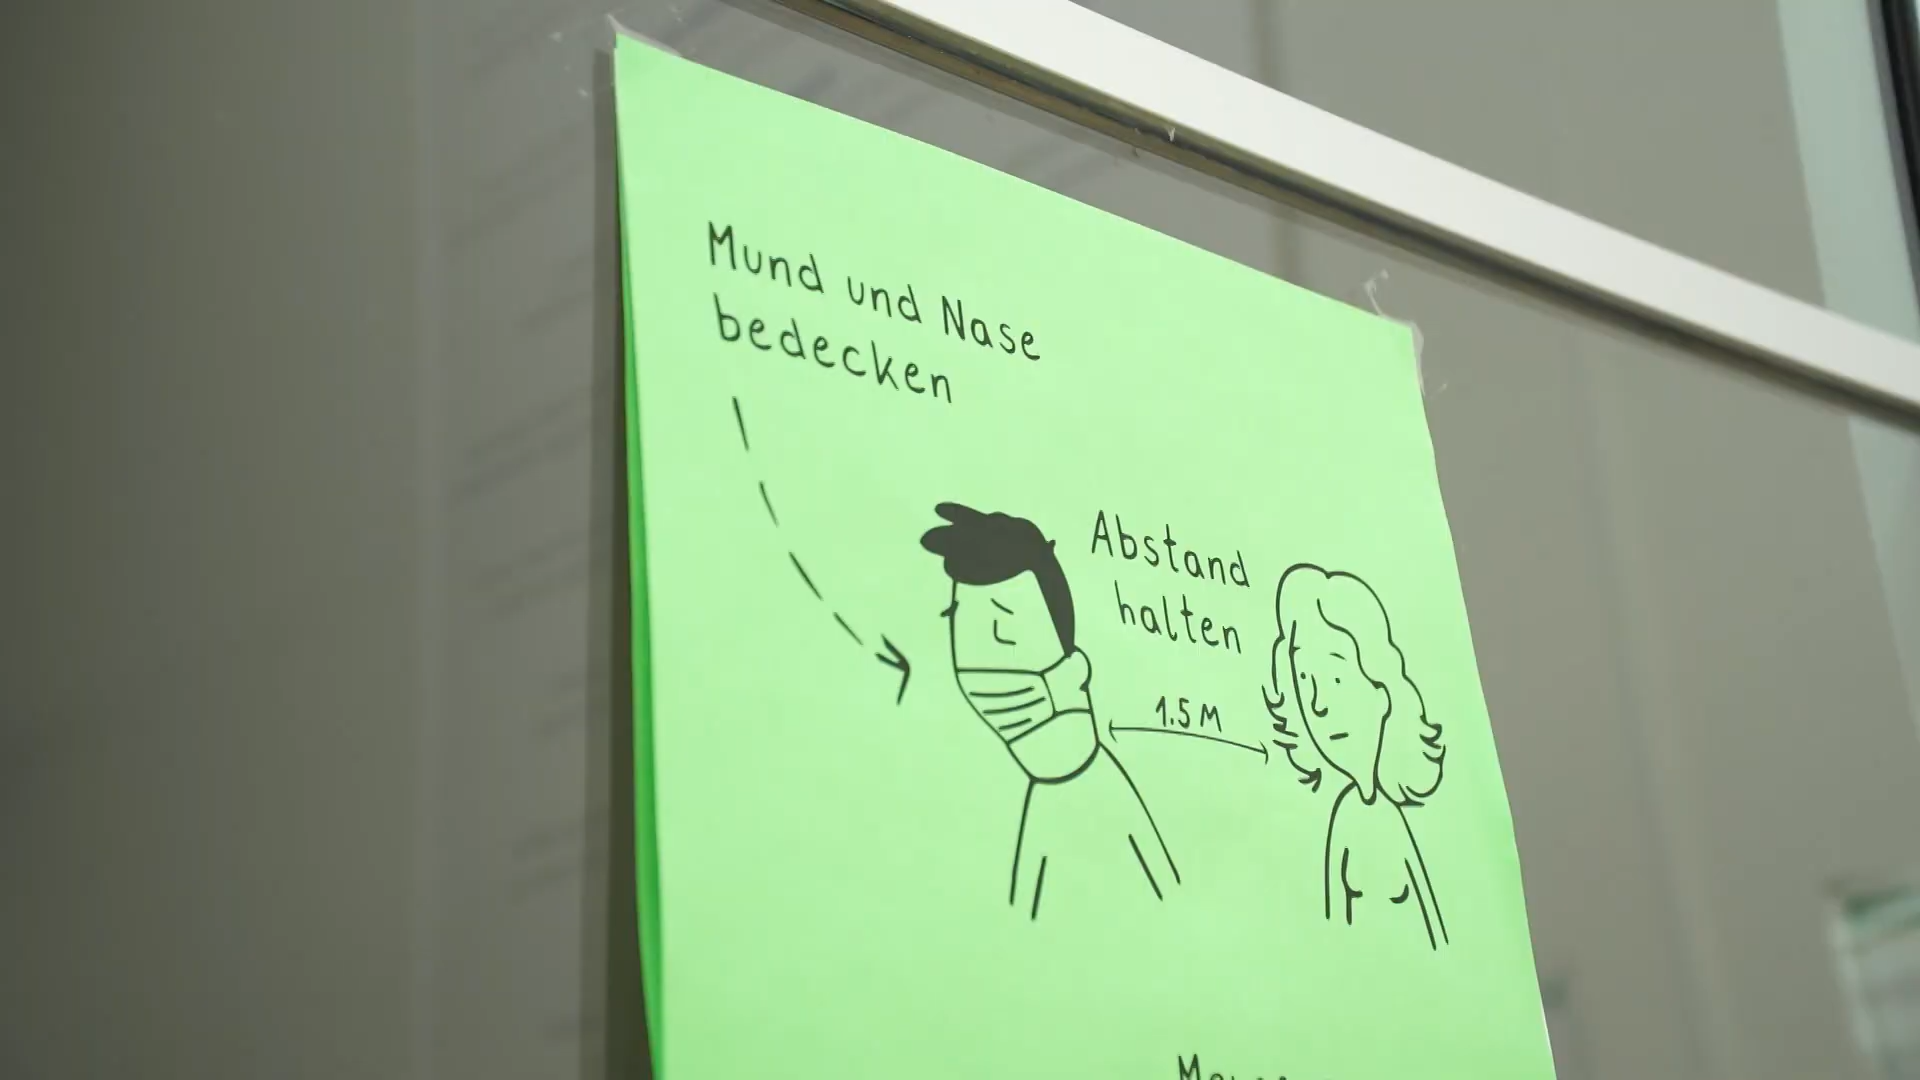 Mund und Nase
bedecken
Abstand
halten
1.5 M